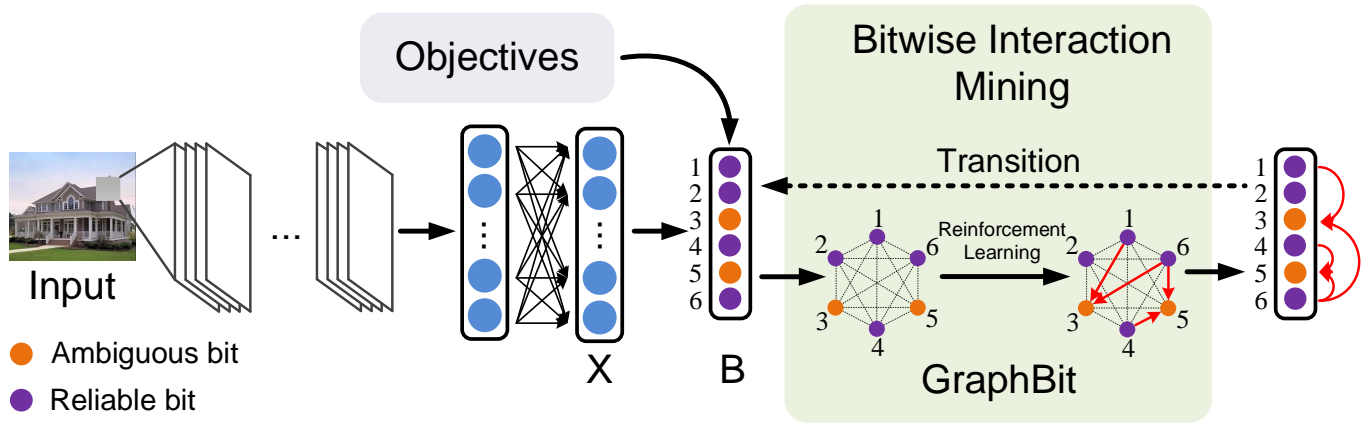 Objectives
Bitwise Interaction
Mining
Transition
Input
...
...
...
X
B
1
2
3
4
5
6
1
2
3
4
5
6
Reinforcement
Learning
1
2
3
4
5
6
1
2
3
4
5
6
GraphBit
Ambiguous bit
Reliable bit